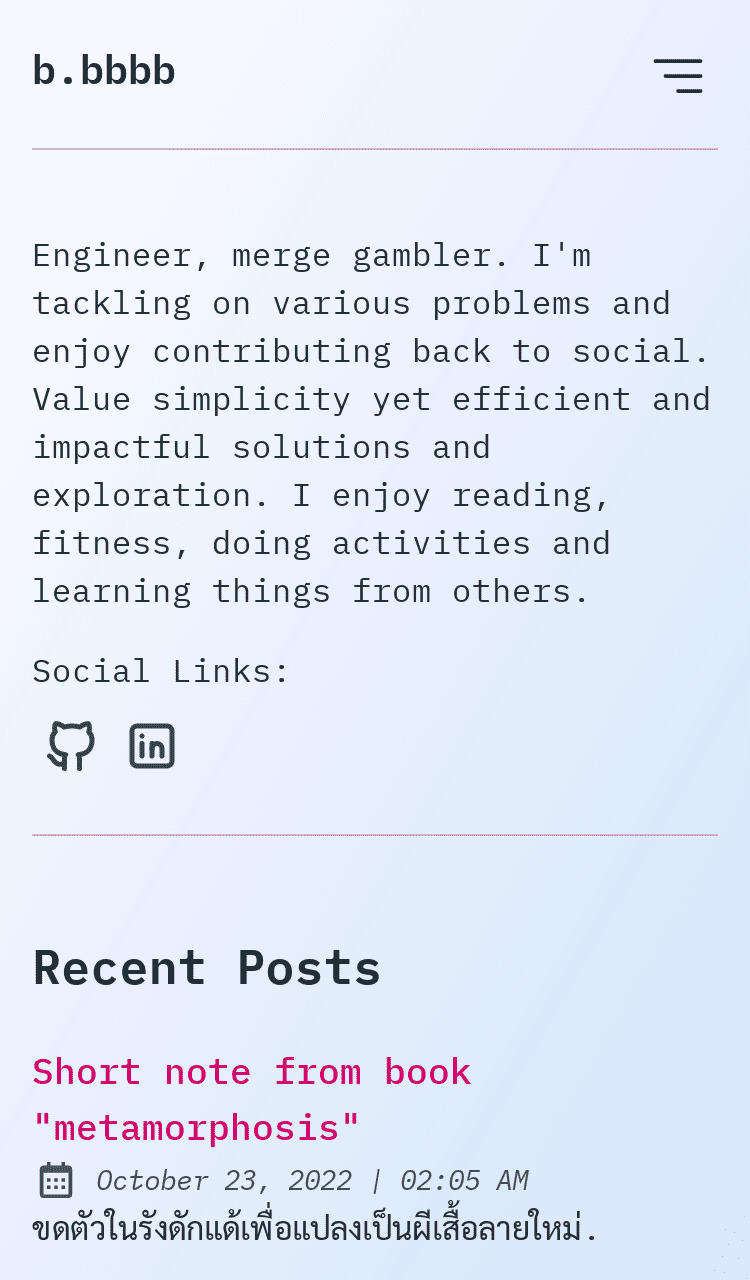 b.bbbb
Engineer, merge gambler. I'm
tackling on various problems and
enjoy contributing back to social.
Value simplicity yet efficient and
impactful solutions and
exploration. I enjoy reading,
fitness, doing activities and
learning things from others.
Social Links:
in
Recent Posts
Short note from book
"metamorphosis"
October 23, 2022 | 02:05 AM
ขดตัวในรังดักแด้เพื่อแปลงเป็นผีเสื้อลายใหม่.